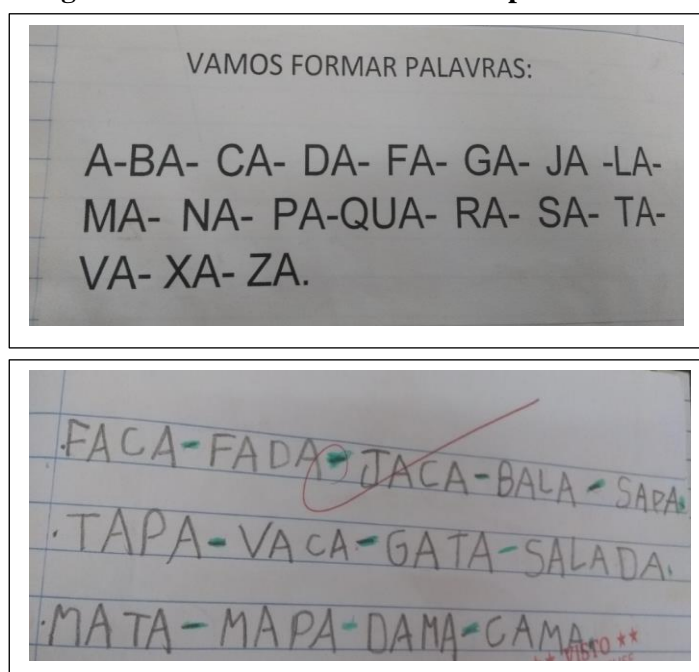 VAMOS FORMAR PALAVRAS:
A-BA- CA- DA- FA- GA- JA -LA-
MA- NA- PA-QUA- RA- SA- TA-
VA- XA- ZA.
.FACA-FADA-JACA-BALA-SAPA.
.TAPA-VACA-GATA-SALADA.
.MATA-MAPA-DAMA-CAMA.
** VISTO **